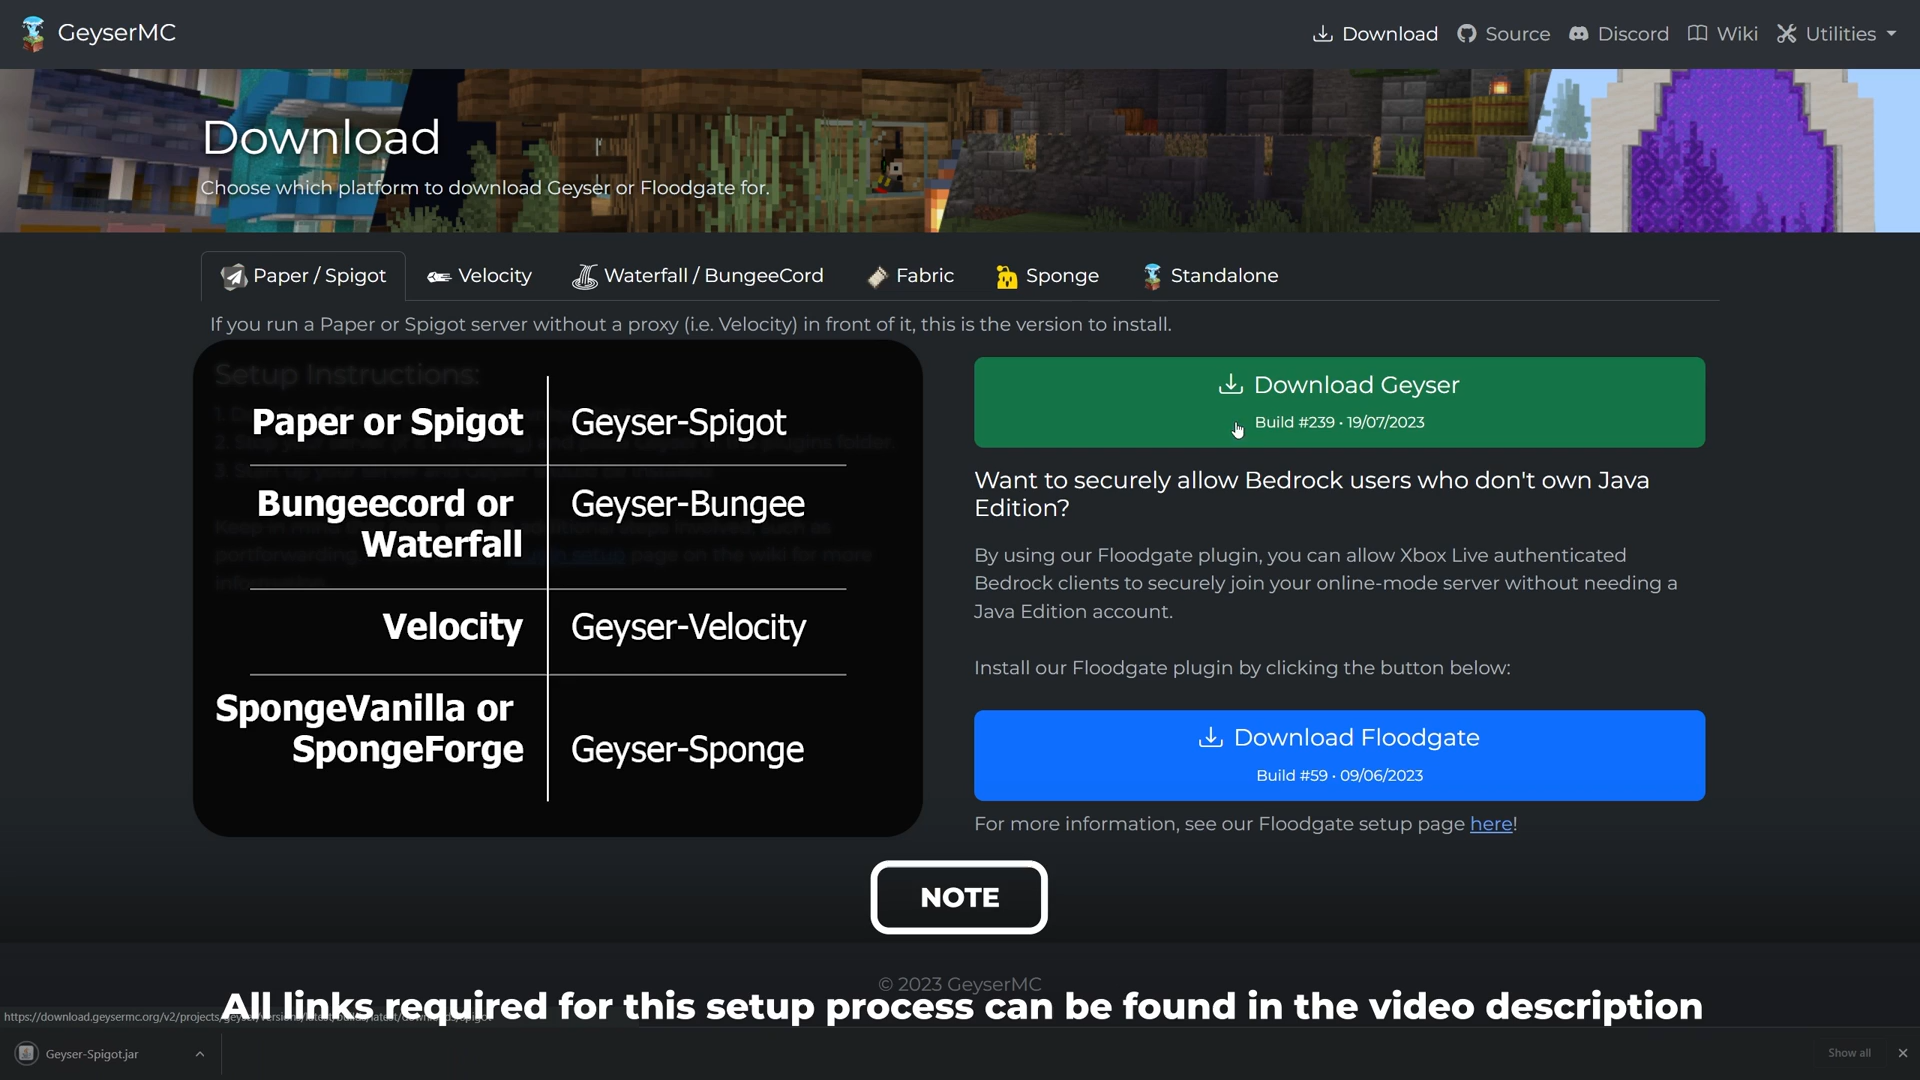 GeyserMC
Download Source Discord Wiki Utilities
Download
Choose which platform to download Geyser or Floodgate for.
Paper / Spigot Velocity Waterfall / BungeeCord Fabric Sponge Standalone
If you run a Paper or Spigot server without a proxy (i.e. Velocity) in front of it, this is the version to install.
Setup Instructions:
Paper or Spigot Geyser-Spigot
Bungeecord or Geyser-Bungee
Waterfall
Velocity Geyser-Velocity
SpongeVanilla or
SpongeForge Geyser-Sponge
Download Geyser
Build #239 • 19/07/2023
Want to securely allow Bedrock users who don't own Java
Edition?
By using our Floodgate plugin, you can allow Xbox Live authenticated
Bedrock clients to securely join your online-mode server without needing a
Java Edition account.
Install our Floodgate plugin by clicking the button below:
Download Floodgate
Build #59 • 09/06/2023
For more information, see our Floodgate setup page here!
NOTE
© 2023 GeyserMC
All links required for this setup process can be found in the video description
https://download.geysermc.org/v2/projects/
Geyser-Spigot.jar
Show all